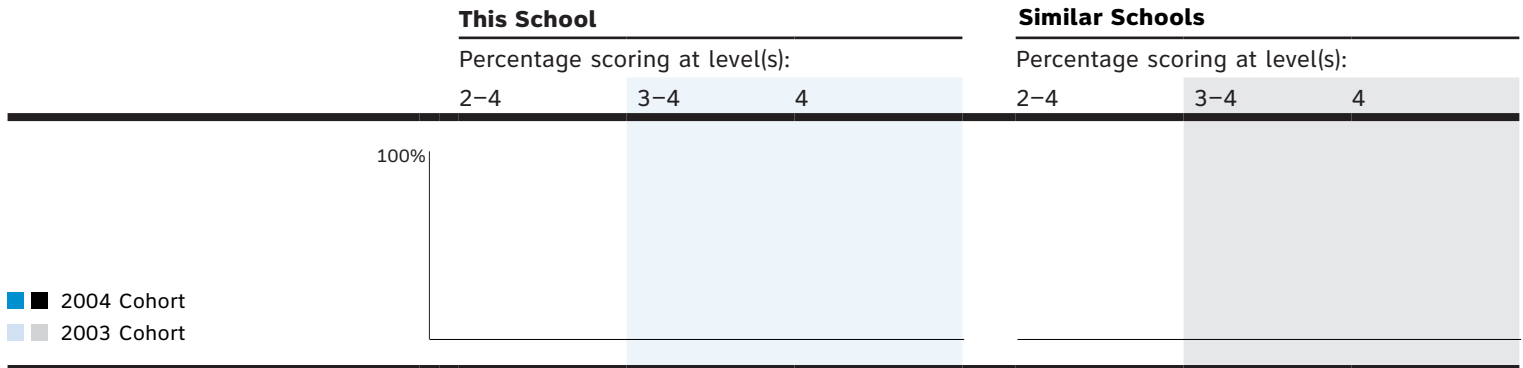 This School
Percentage scoring at level(s):
2–4 3–4 4
Similar Schools
Percentage scoring at level(s):
2–4 3–4 4
100%
2004 Cohort
2003 Cohort